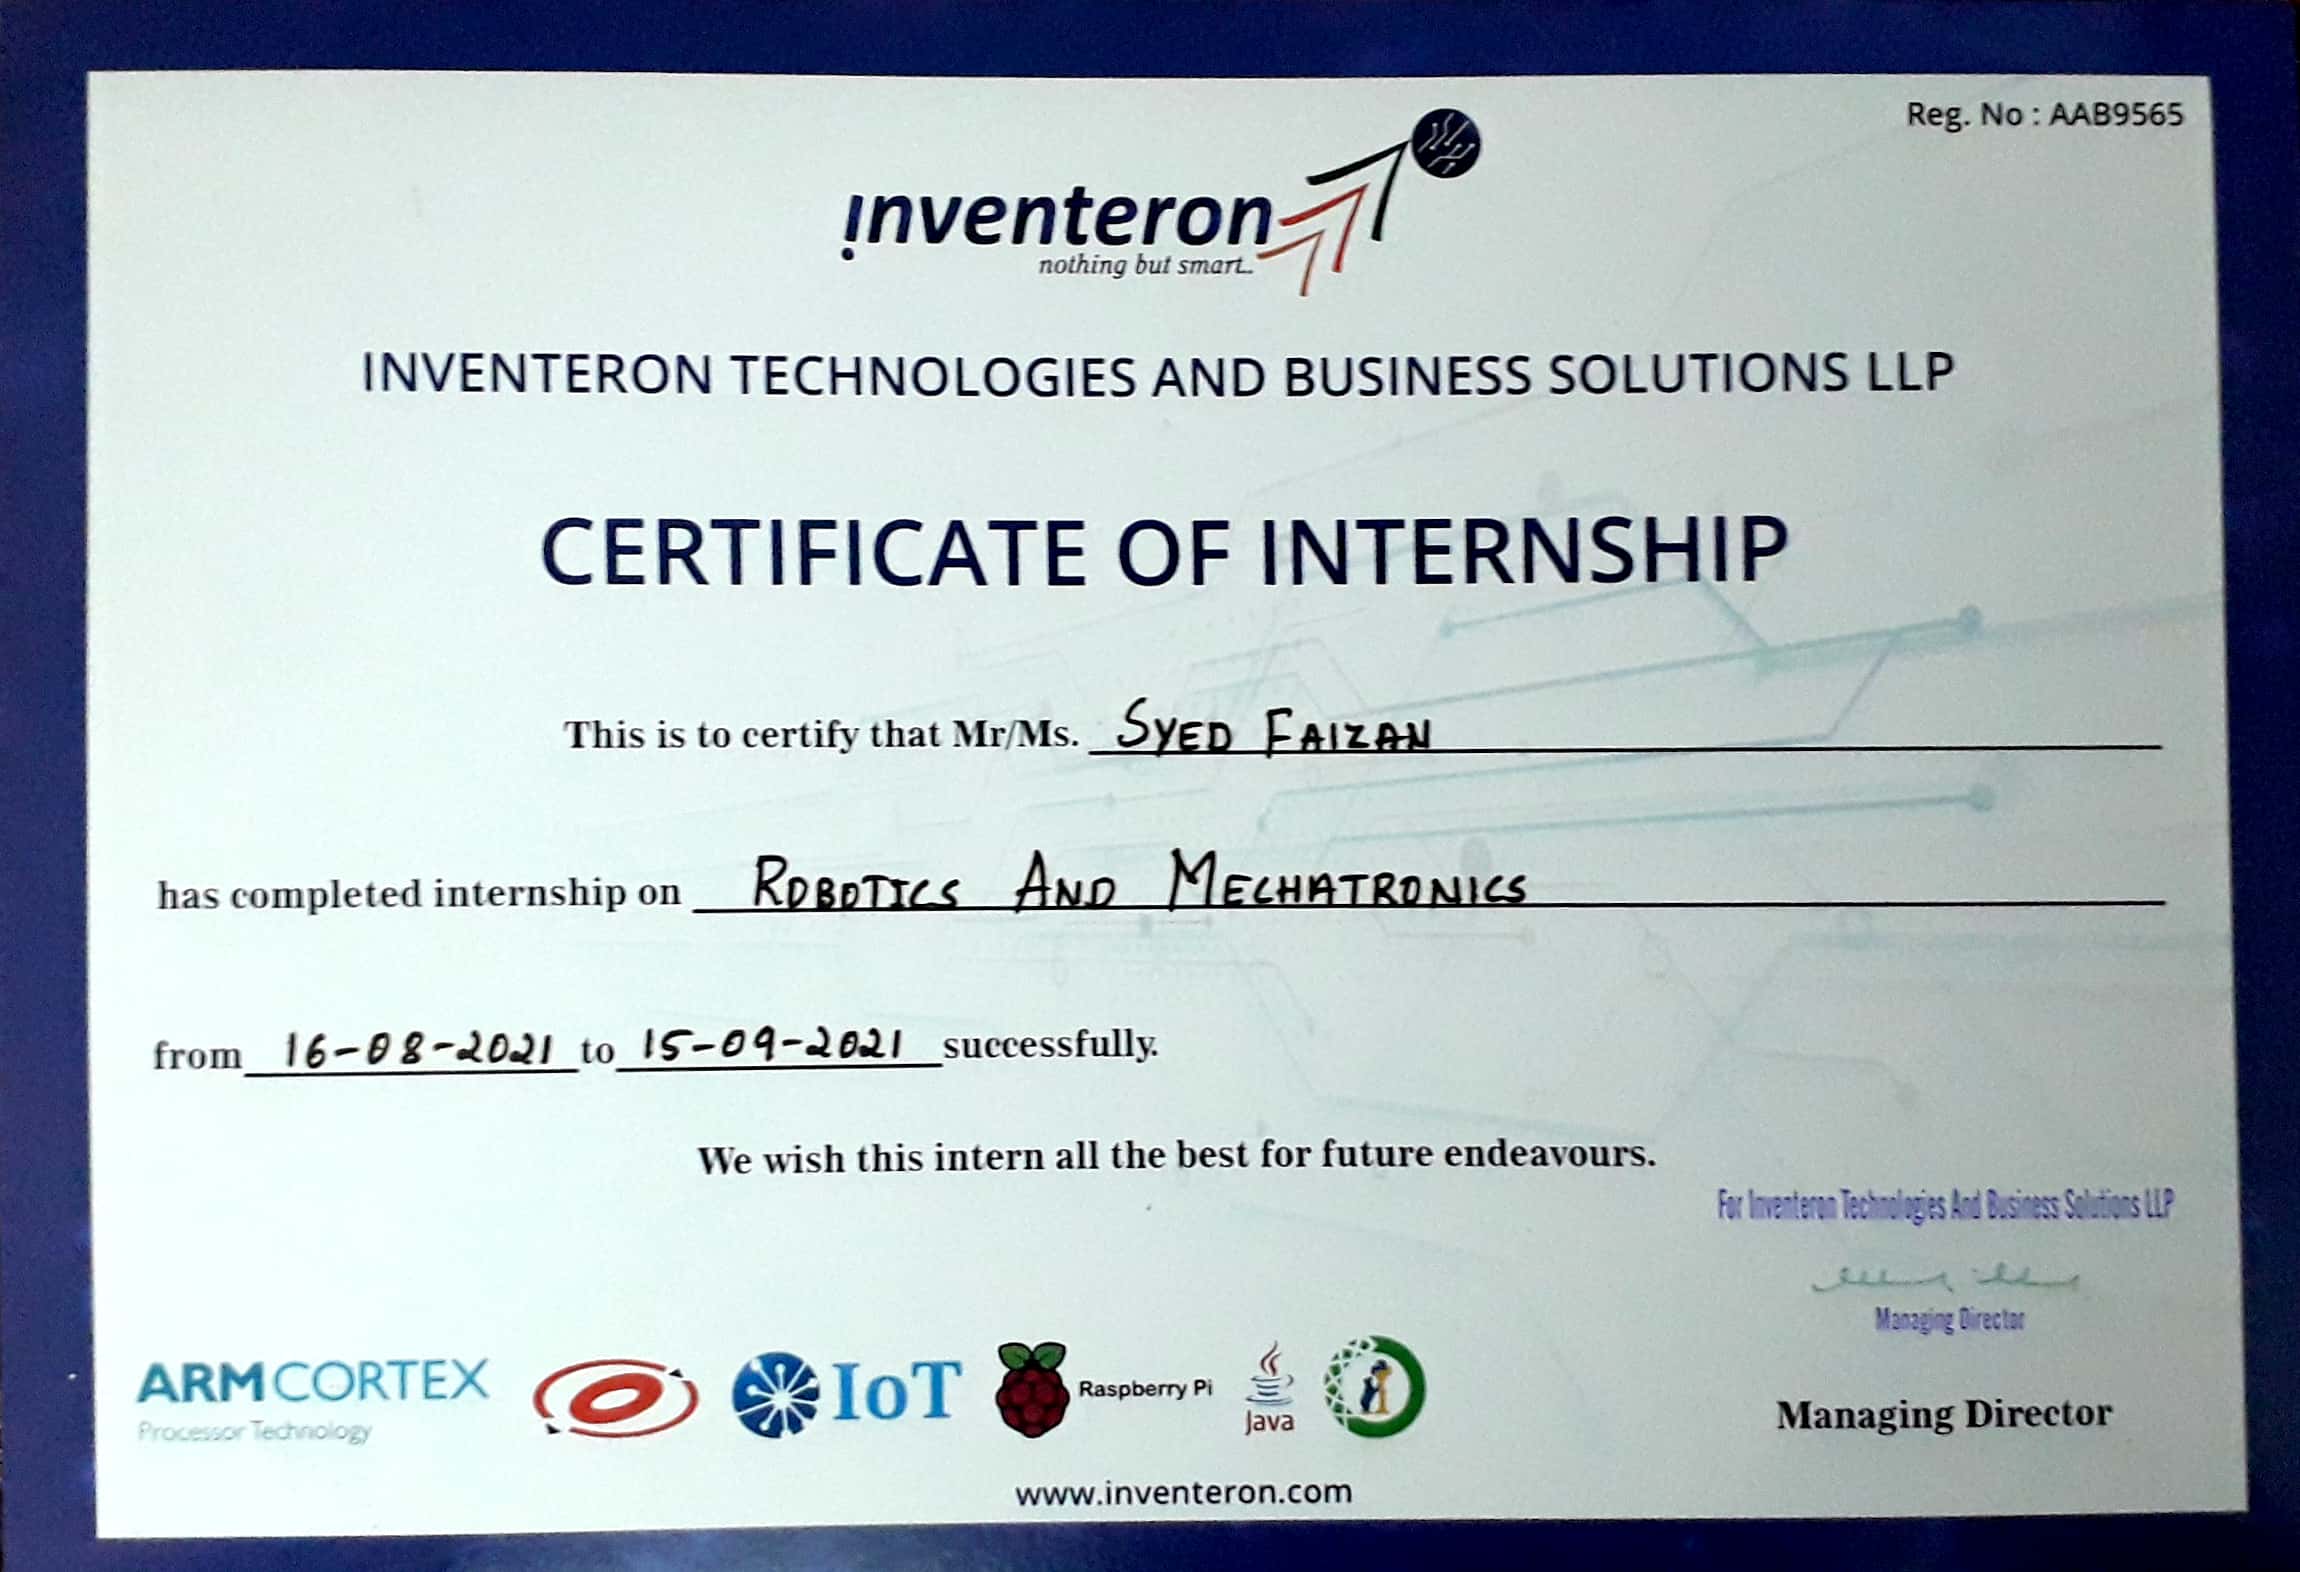 Reg. No : AAB9565
inventeron
nothing but smart..
INVENTERON TECHNOLOGIES AND BUSINESS SOLUTIONS LLP
CERTIFICATE OF INTERNSHIP
This is to certify that Mr/Ms. SYED FAIZAN
has completed internship on ROBOTICS AND MECHATRONICS
from 16-08-2021 to 15-09-2021 successfully.
We wish this intern all the best for future endeavours.
For Inventeron Technologies And Business Solutions LLP
Managing Director
Managing Director
ARMCORTEX
Processor Technology
IoT
Raspberry Pi
Java
www.inventeron.com